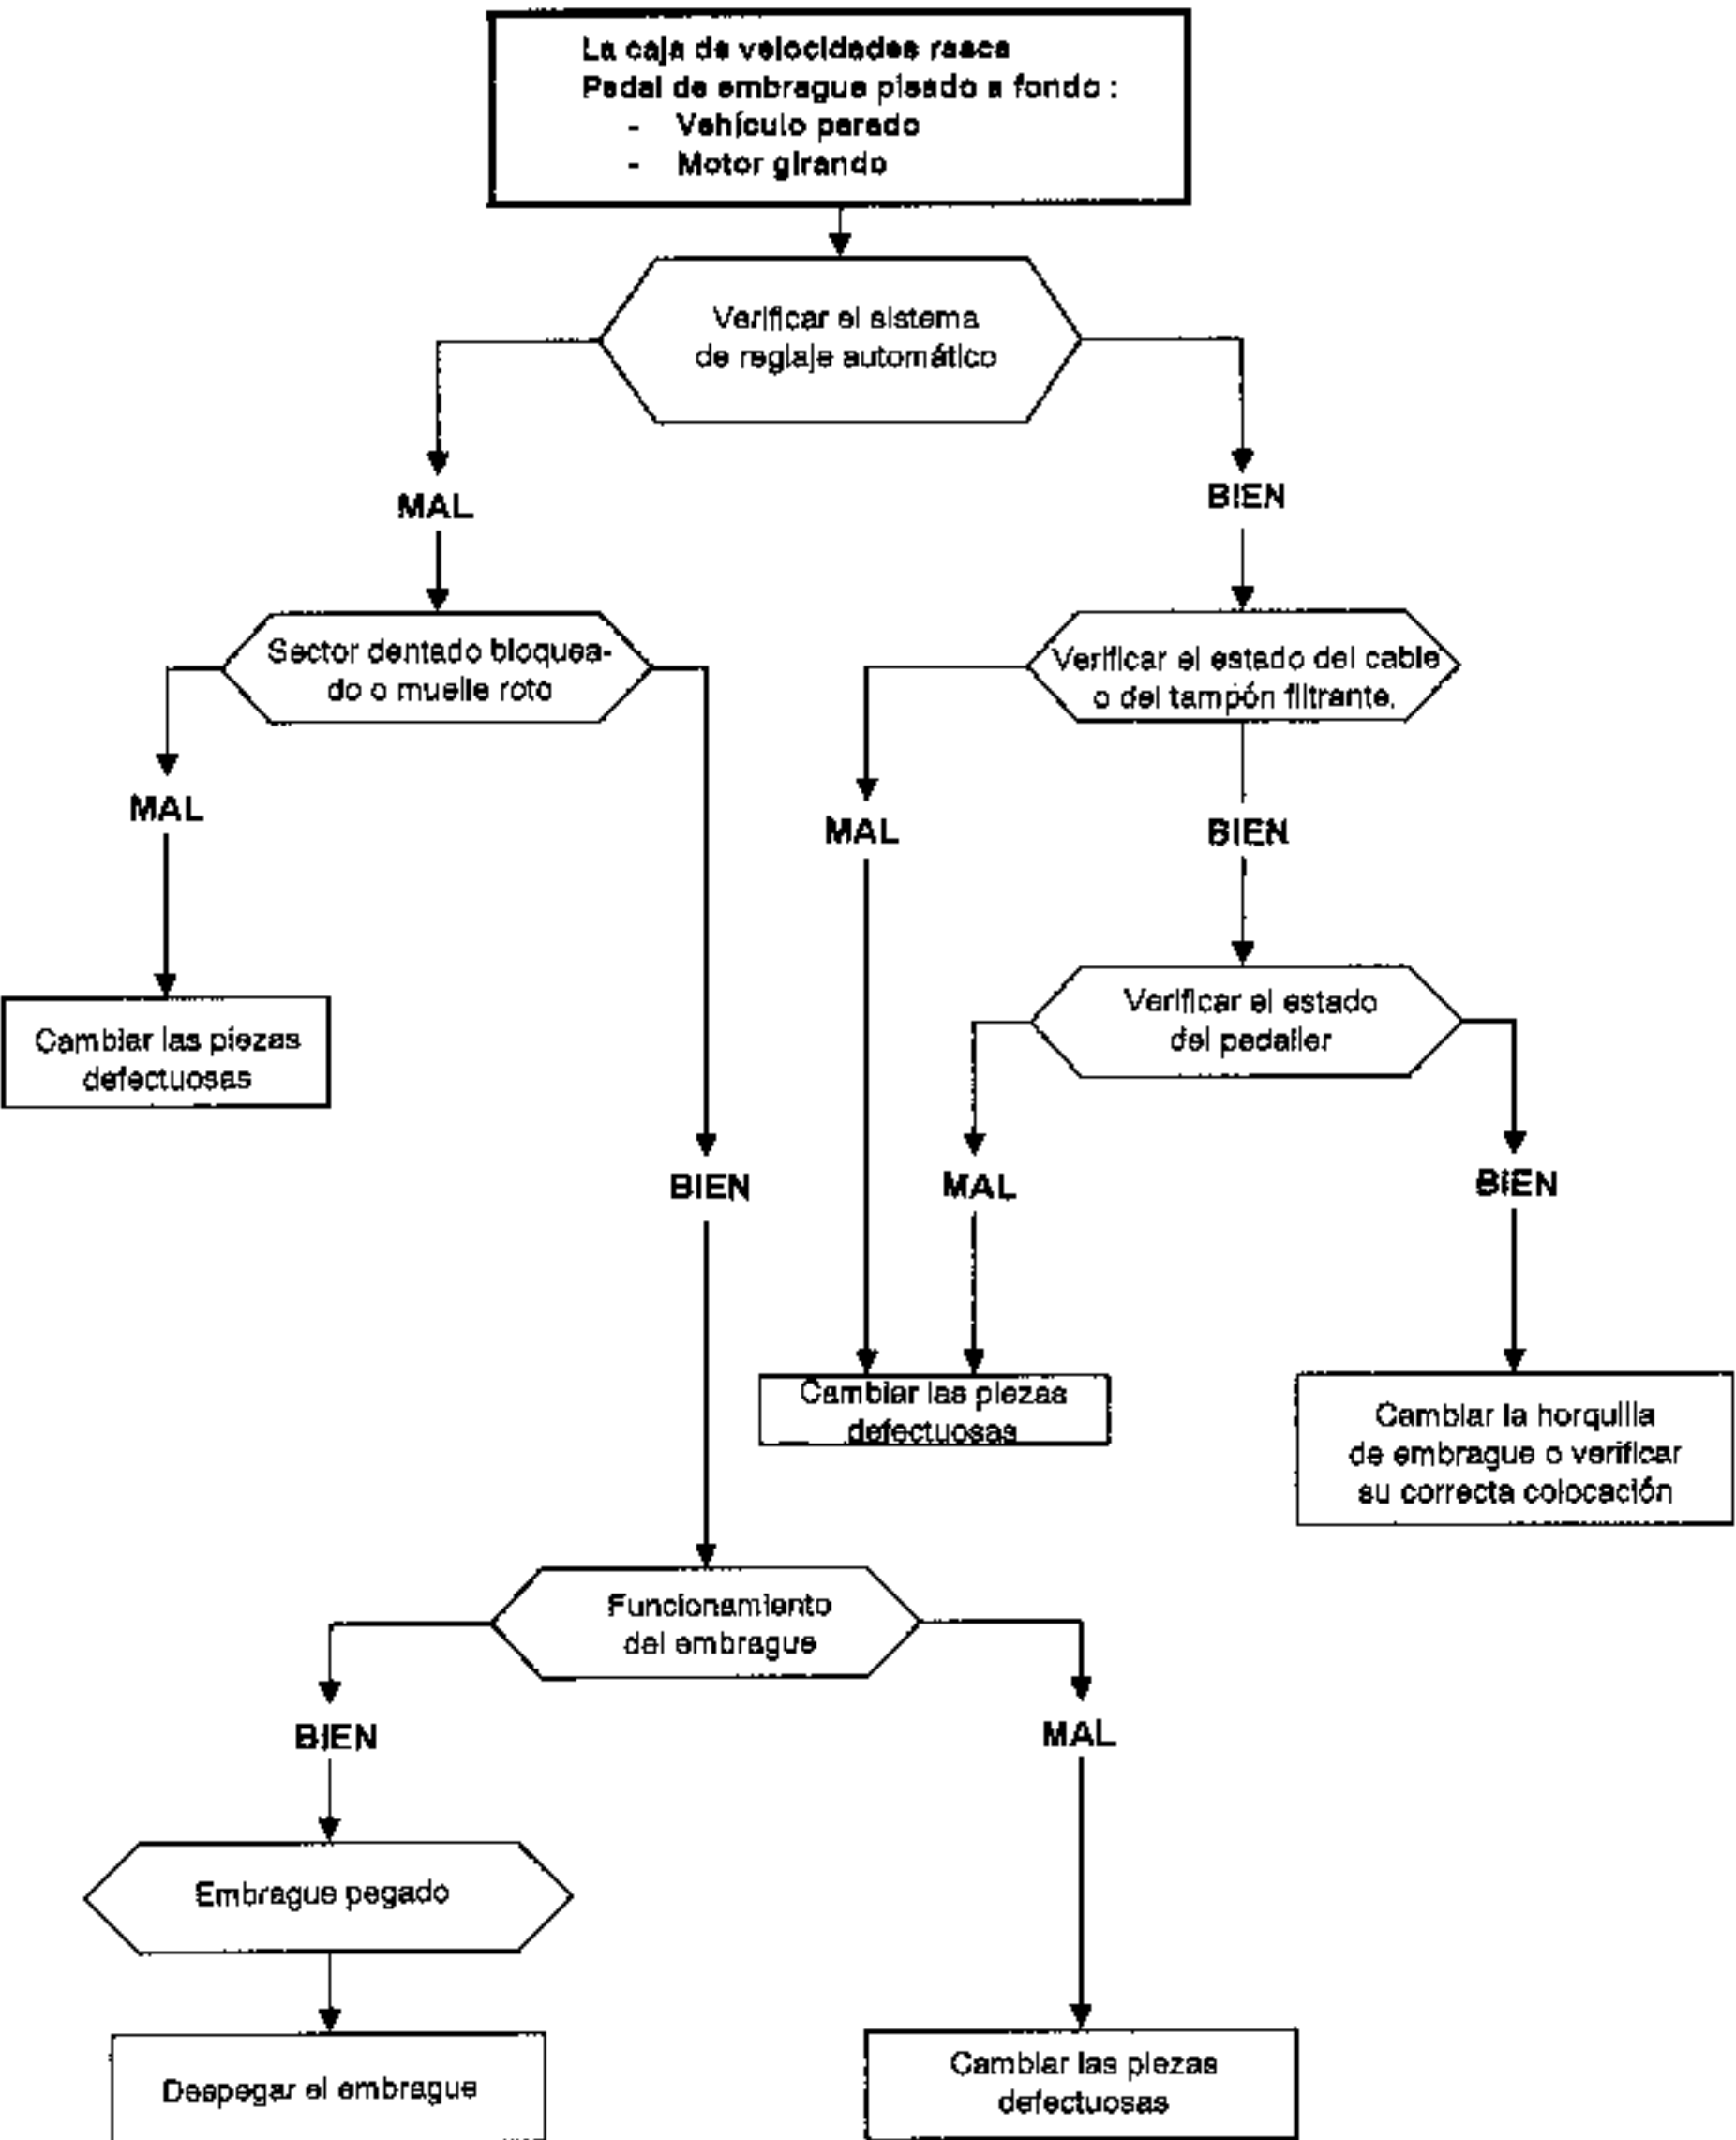 La caja de velocidades rasca
Pedal de embrague pisado a fondo :
- Vehículo parado
- Motor girando
Verificar el sistema
de reglaje automático
MAL
BIEN
Sector dentado bloquea-
do o muelle roto
Verificar el estado del cable
o del tampón filtrante.
MAL
MAL
BIEN
Cambiar las piezas
defectuosas
Verificar el estado
del pedalier
BIEN
MAL
BIEN
Cambiar las piezas
defectuosas
Cambiar la horquilla
de embrague o verificar
su correcta colocación
Funcionamiento
del embrague
BIEN
MAL
Embrague pegado
Despegar el embrague
Cambiar las piezas
defectuosas